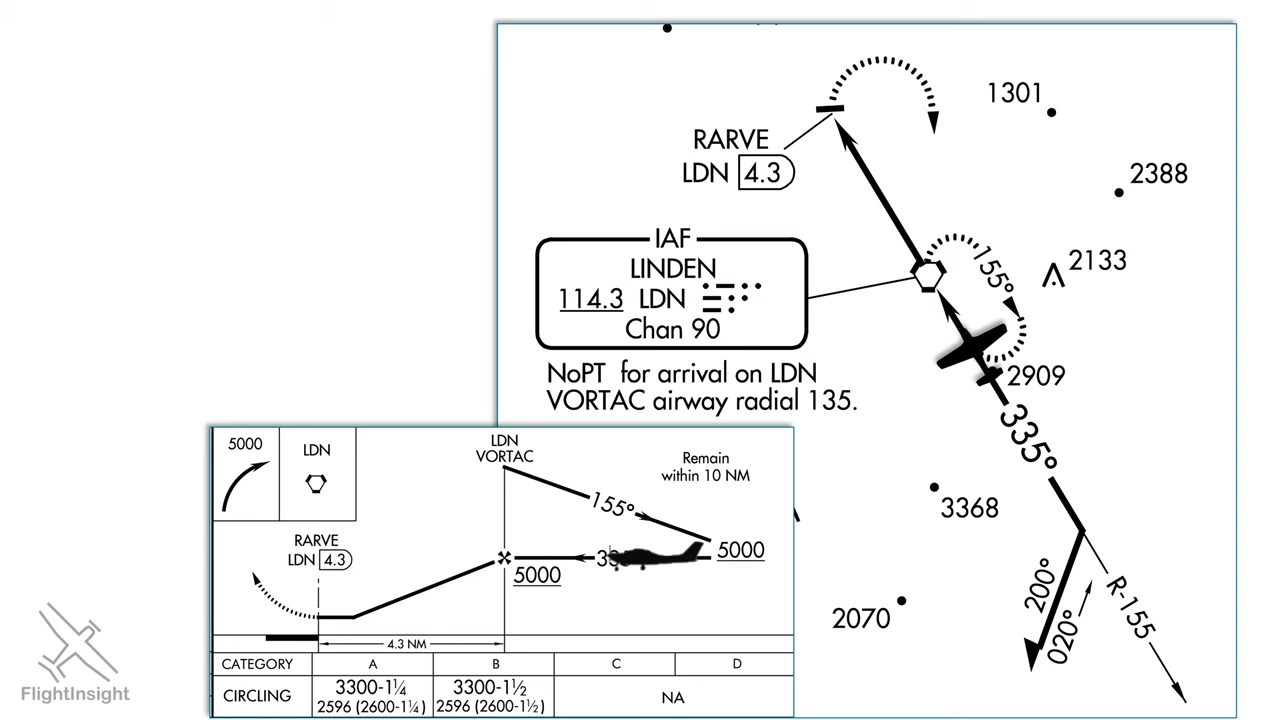 1301
RARVE
LDN 4.3
2388
IAF
LINDEN
114.3 LDN
Chan 90
155°
2133
NoPT for arrival on LDN
VORTAC airway radial 135.
2909
335°
3368
2070
200°
020°
R-155
5000
LDN
LDN
VORTAC
Remain
within 10 NM
155°
RARVE
LDN 4.3
5000
5000
4.3 NM
CATEGORY A B C D
CIRCLING 3300-1¼ 3300-1½ NA
2596 (2600-1¼) 2596 (2600-1½)
FlightInsight